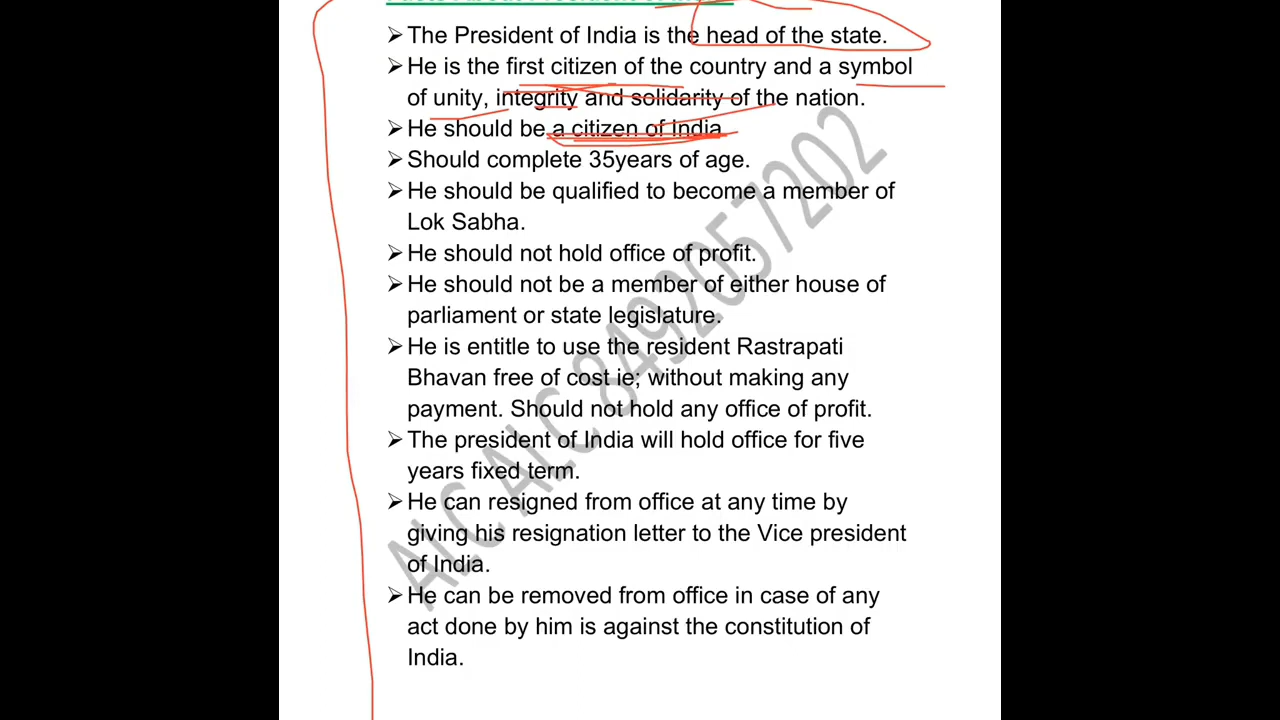 ➢ The President of India is the head of the state.
➢ He is the first citizen of the country and a symbol
of unity, integrity and solidarity of the nation.
➢ He should be a citizen of India
➢ Should complete 35years of age.
➢ He should be qualified to become a member of
Lok Sabha.
➢ He should not hold office of profit.
➢ He should not be a member of either house of
parliament or state legislature.
➢ He is entitle to use the resident Rastrapati
Bhavan free of cost ie; without making any
payment. Should not hold any office of profit.
➢ The president of India will hold office for five
years fixed term.
➢ He can resigned from office at any time by
giving his resignation letter to the Vice president
of India.
➢ He can be removed from office in case of any
act done by him is against the constitution of
India.
ALC ALC 8492057202